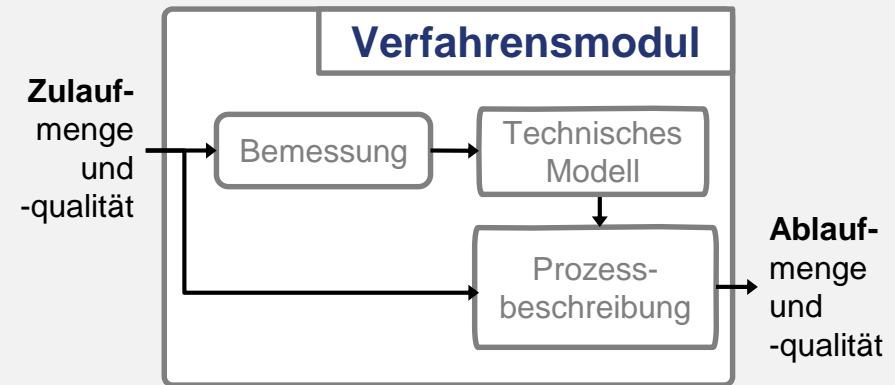 Verfahrensmodul
Zulauf-
menge
und
-qualität
Bemessung
Technisches
Modell
Prozess-
beschreibung
Ablauf-
menge
und
-qualität